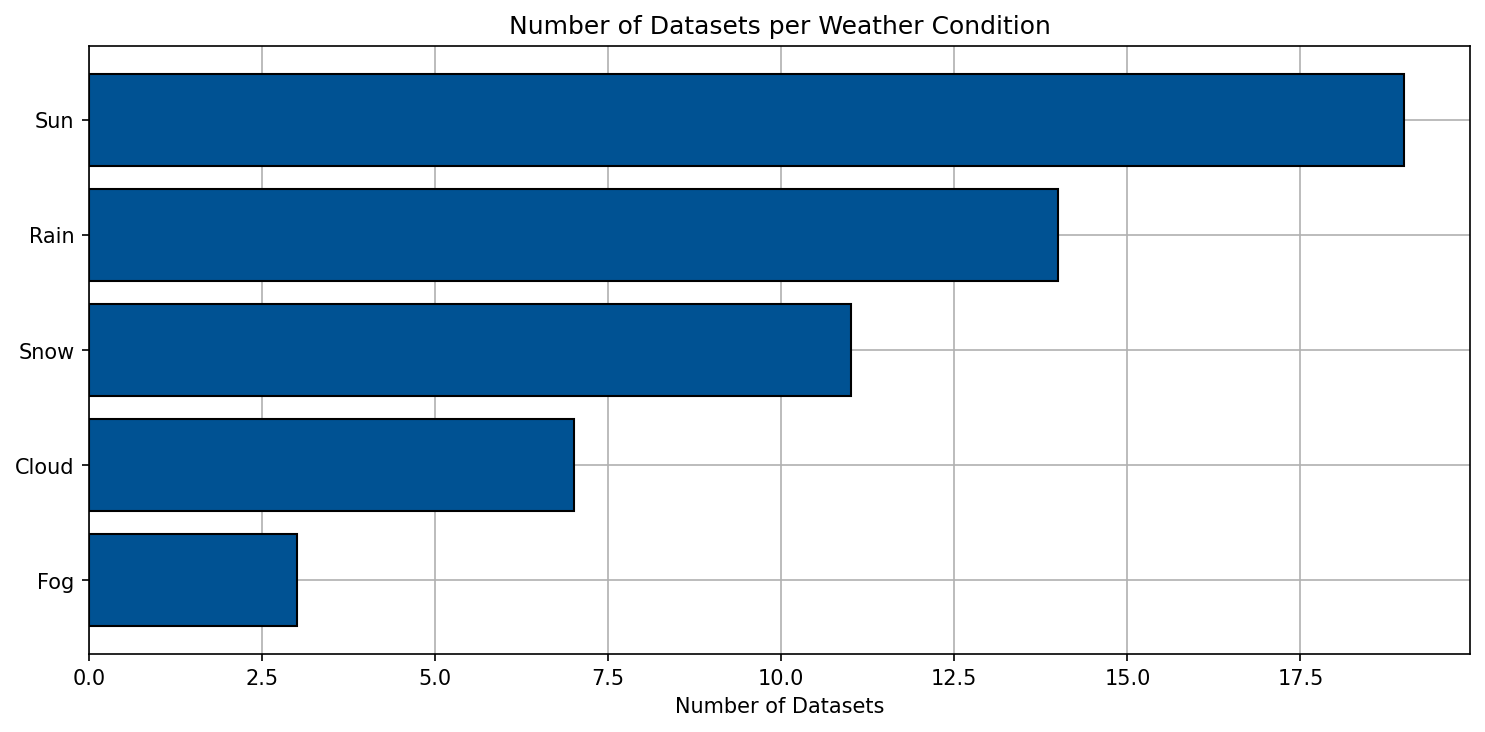 Number of Datasets per Weather Condition
Sun
Rain
Snow
Cloud
Fog
0.0 2.5 5.0 7.5 10.0 12.5 15.0 17.5
Number of Datasets